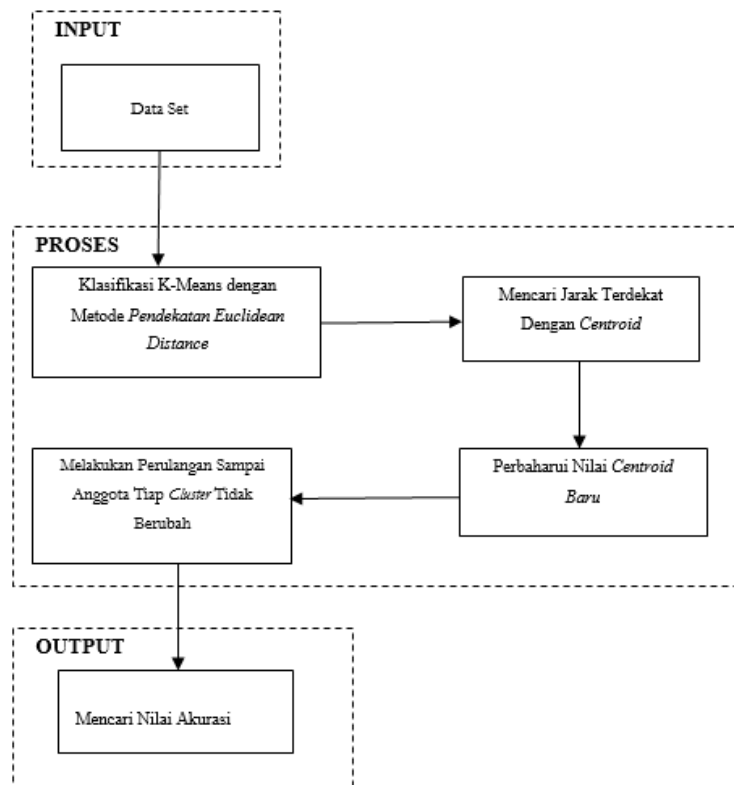 INPUT
Data Set
PROSES
Klasifikasi K-Means dengan
Metode Pendekatan Euclidean
Distance
Mencari Jarak Terdekat
Dengan Centroid
Melakukan Perulangan Sampai
Anggota Tiap Cluster Tidak
Berubah
Perbaharui Nilai Centroid
Baru
OUTPUT
Mencari Nilai Akurasi